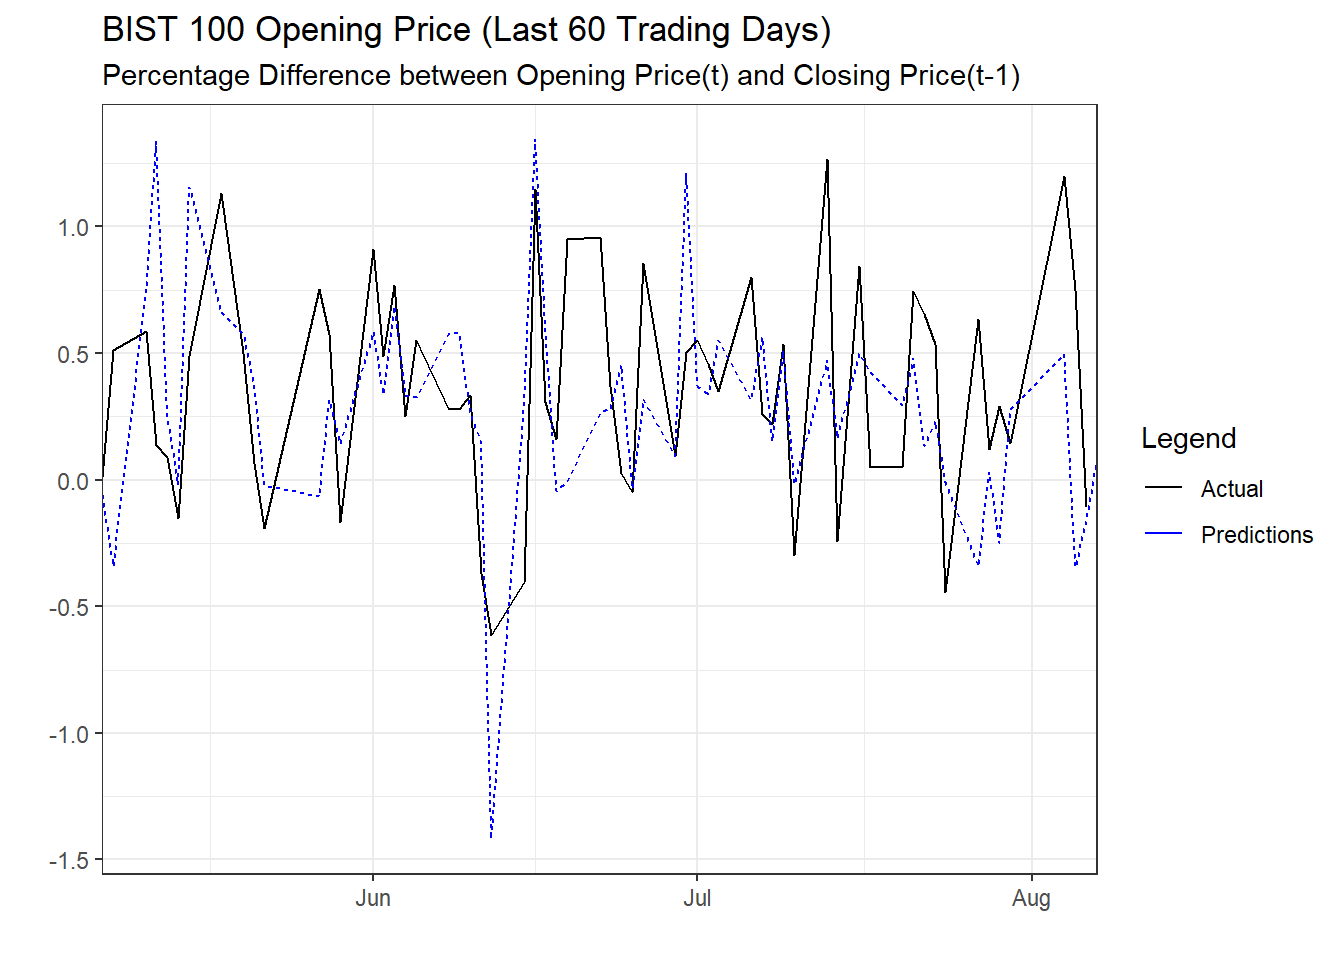 BIST 100 Opening Price (Last 60 Trading Days)
Percentage Difference between Opening Price(t) and Closing Price(t-1)
1.0
0.5
0.0
-0.5
-1.0
-1.5
Jun
Jul
Aug
Legend
Actual
Predictions